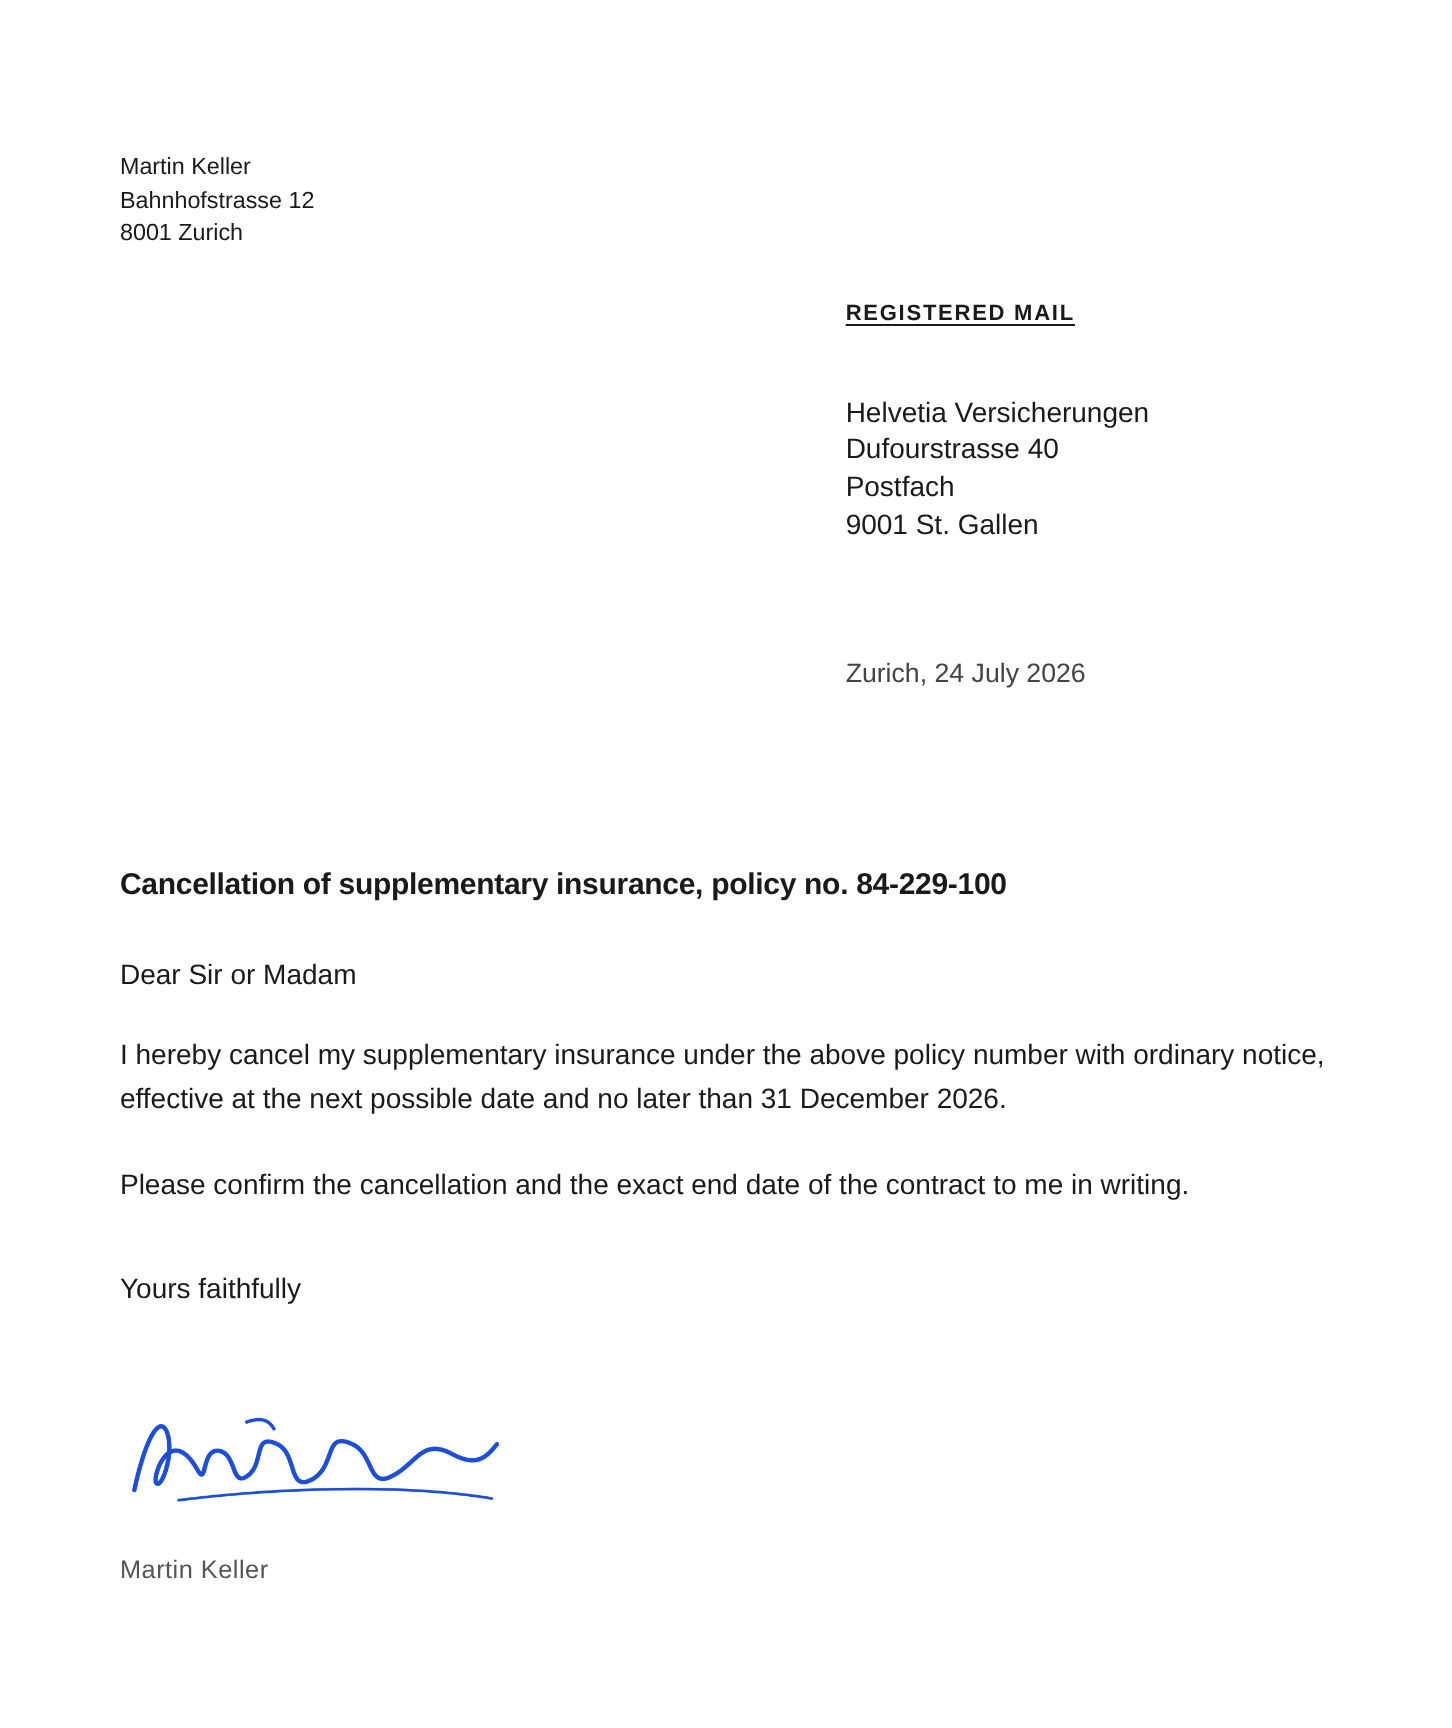 Martin Keller
Bahnhofstrasse 12
8001 Zurich
REGISTERED MAIL
Helvetia Versicherungen
Dufourstrasse 40
Postfach
9001 St. Gallen
Zurich, 24 July 2026
Cancellation of supplementary insurance, policy no. 84-229-100
Dear Sir or Madam
I hereby cancel my supplementary insurance under the above policy number with ordinary notice,
effective at the next possible date and no later than 31 December 2026.
Please confirm the cancellation and the exact end date of the contract to me in writing.
Yours faithfully
Martin Keller